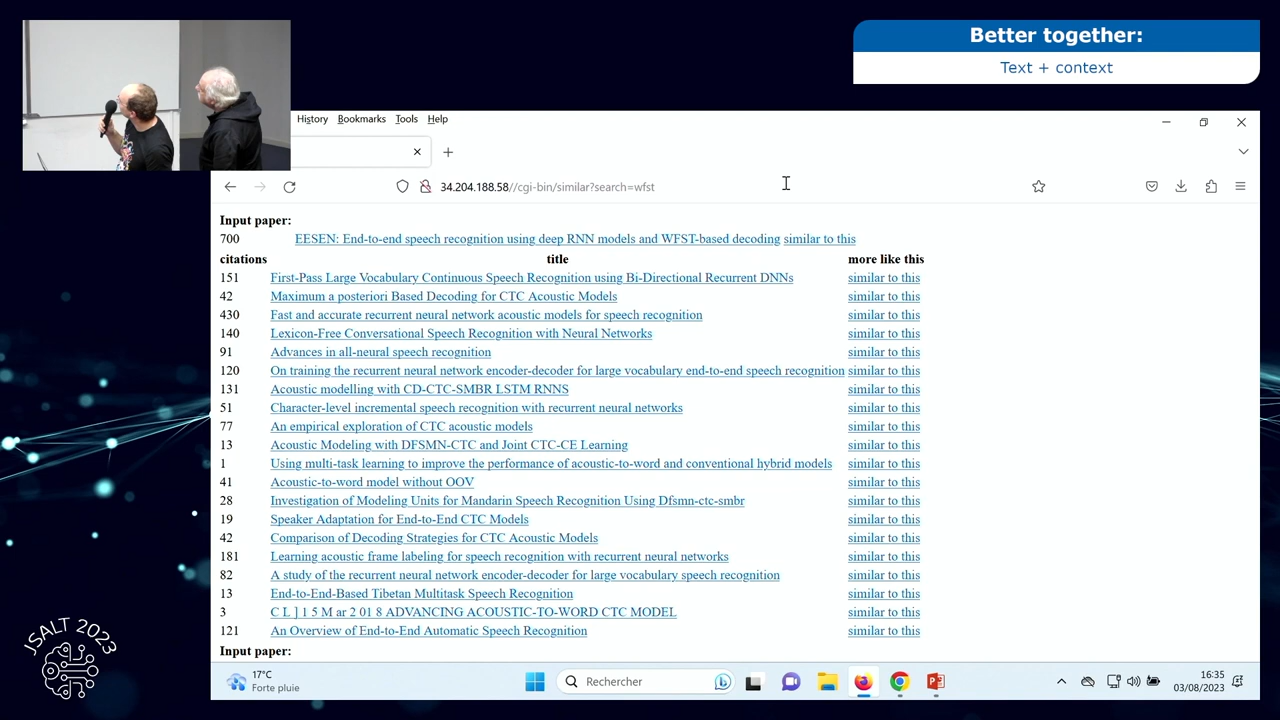 Better together:
Text + context
History Bookmarks Tools Help
34.204.188.58//cgi-bin/similar?search=wfst
Input paper:
700 EESEN: End-to-end speech recognition using deep RNN models and WFST-based decoding similar to this
citations title more like this
151 First-Pass Large Vocabulary Continuous Speech Recognition using Bi-Directional Recurrent DNNs similar to this
42 Maximum a posteriori Based Decoding for CTC Acoustic Models similar to this
430 Fast and accurate recurrent neural network acoustic models for speech recognition similar to this
140 Lexicon-Free Conversational Speech Recognition with Neural Networks similar to this
91 Advances in all-neural speech recognition similar to this
120 On training the recurrent neural network encoder-decoder for large vocabulary end-to-end speech recognition similar to this
131 Acoustic modelling with CD-CTC-SMBR LSTM RNNS similar to this
51 Character-level incremental speech recognition with recurrent neural networks similar to this
77 An empirical exploration of CTC acoustic models similar to this
13 Acoustic Modeling with DFSMN-CTC and Joint CTC-CE Learning similar to this
1 Using multi-task learning to improve the performance of acoustic-to-word and conventional hybrid models similar to this
41 Acoustic-to-word model without OOV similar to this
28 Investigation of Modeling Units for Mandarin Speech Recognition Using Dfsmn-ctc-smbr similar to this
19 Speaker Adaptation for End-to-End CTC Models similar to this
42 Comparison of Decoding Strategies for CTC Acoustic Models similar to this
181 Learning acoustic frame labeling for speech recognition with recurrent neural networks similar to this
82 A study of the recurrent neural network encoder-decoder for large vocabulary speech recognition similar to this
13 End-to-End-Based Tibetan Multitask Speech Recognition similar to this
3 C L ] 1 5 M ar 2 01 8 ADVANCING ACOUSTIC-TO-WORD CTC MODEL similar to this
121 An Overview of End-to-End Automatic Speech Recognition similar to this
Input paper:
JSALT 2023
17°C
Forte pluie
Rechercher
16:35
03/08/2023